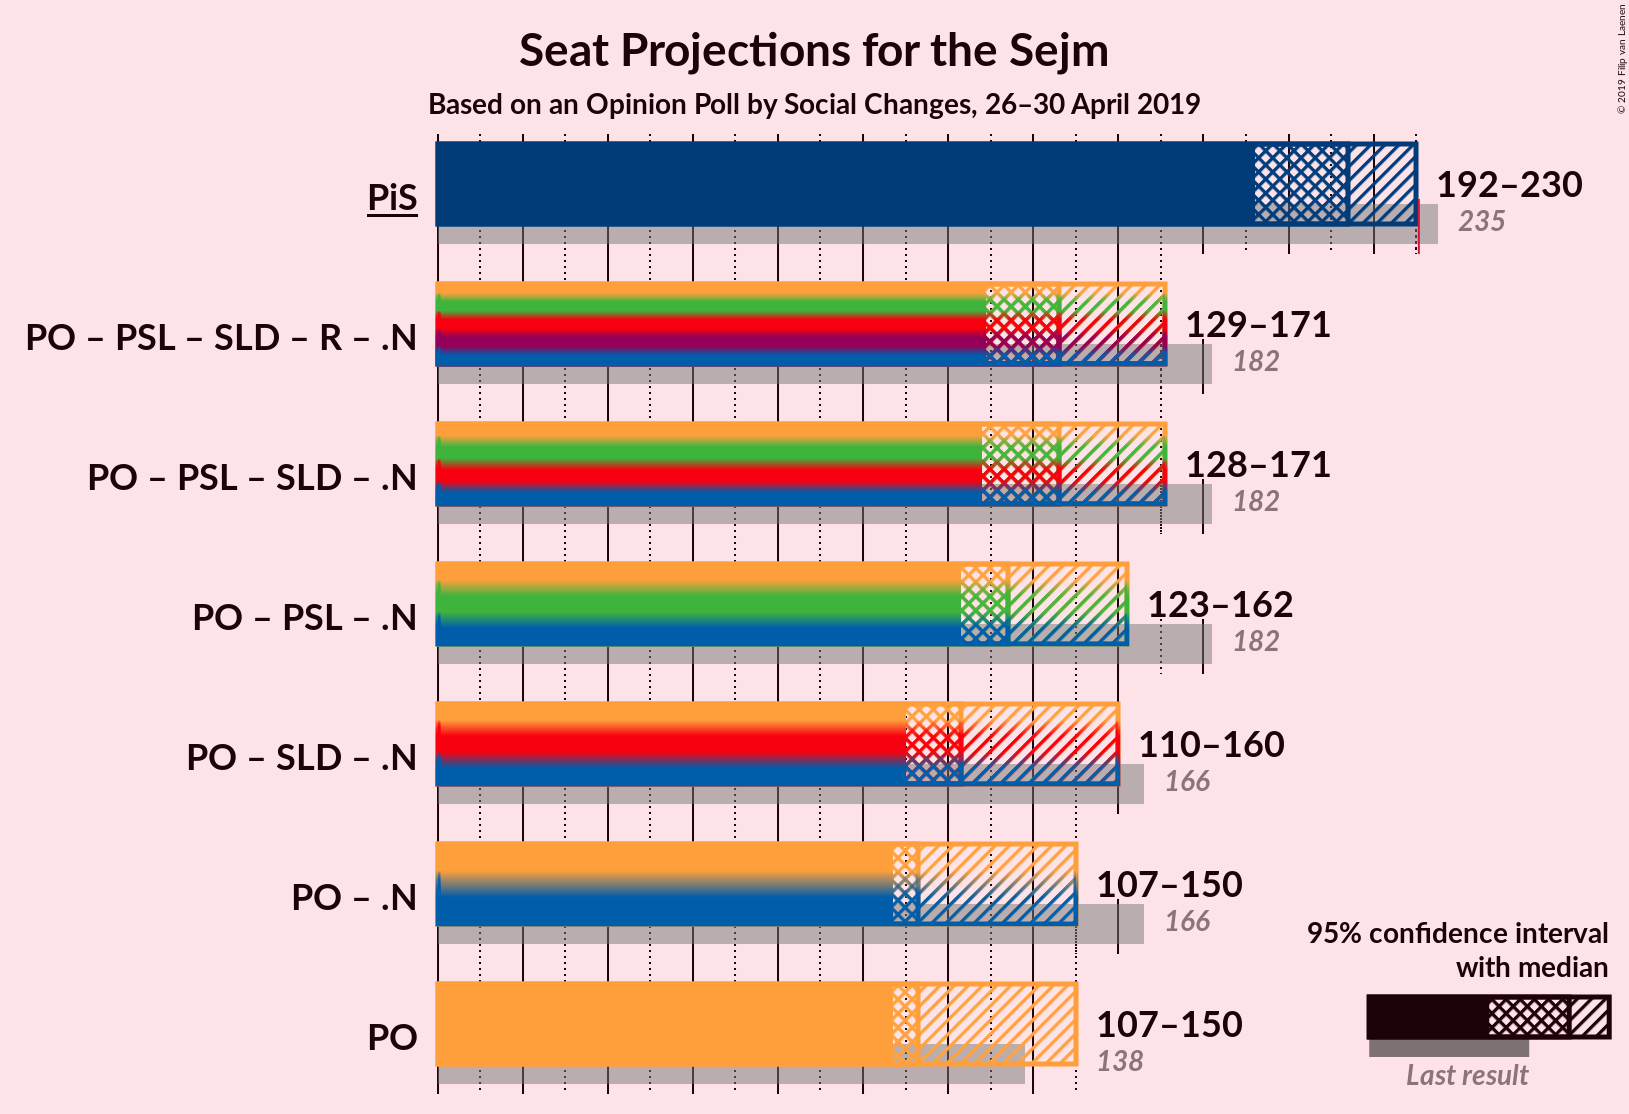 Seat Projections for the Sejm
Based on an Opinion Poll by Social Changes, 26–30 April 2019
© 2019 Filip van Laenen
PiS
192–230
235
PO – PSL – SLD – R – .N
129–171
182
PO – PSL – SLD – .N
128–171
182
PO – PSL – .N
123–162
182
PO – SLD – .N
110–160
166
PO – .N
107–150
166
PO
107–150
138
95% confidence interval
with median
Last result